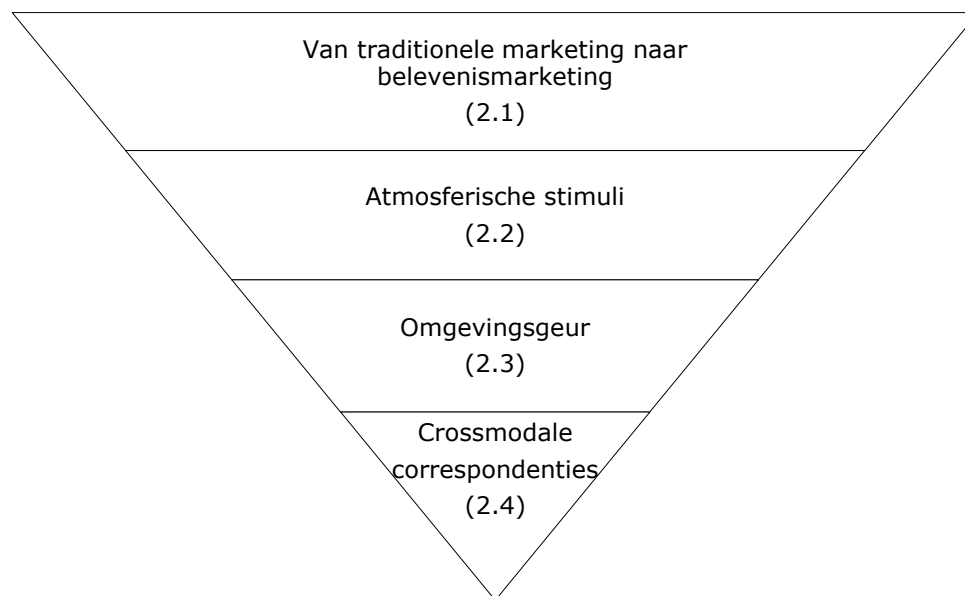 Van traditionele marketing naar
belevenismarketing
(2.1)
Atmosferische stimuli
(2.2)
Omgevingsgeur
(2.3)
Crossmodale
correspondenties
(2.4)